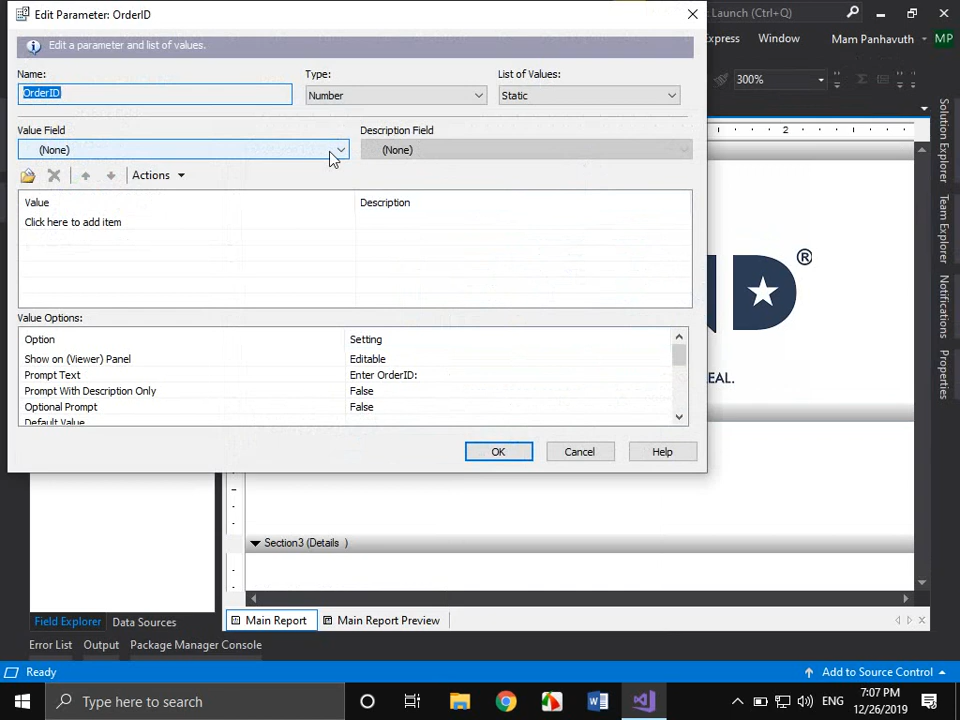 Edit Parameter: OrderID
Launch (Ctrl+Q)
Edit a parameter and list of values.
xpress
Window
Mam Panhavuth
MP
Name:
Type:
List of Values:
OrderID
Number
Static
300%
Value Field
Description Field
(None)
(None)
2
Actions
Value
Description
Click here to add item
Value Options:
Option
Setting
Show on (Viewer) Panel
Editable
Prompt Text
Enter OrderID:
Prompt With Description Only
False
Optional Prompt
False
Default Value
OK
Cancel
Help
D
®
EAL.
Solution Explorer
Team Explorer
Notifications
Properties
Section3 (Details )
Field Explorer
Data Sources
Main Report
Main Report Preview
Error List
Output
Package Manager Console
Ready
Add to Source Control
Type here to search
ENG
7:07 PM
12/26/2019